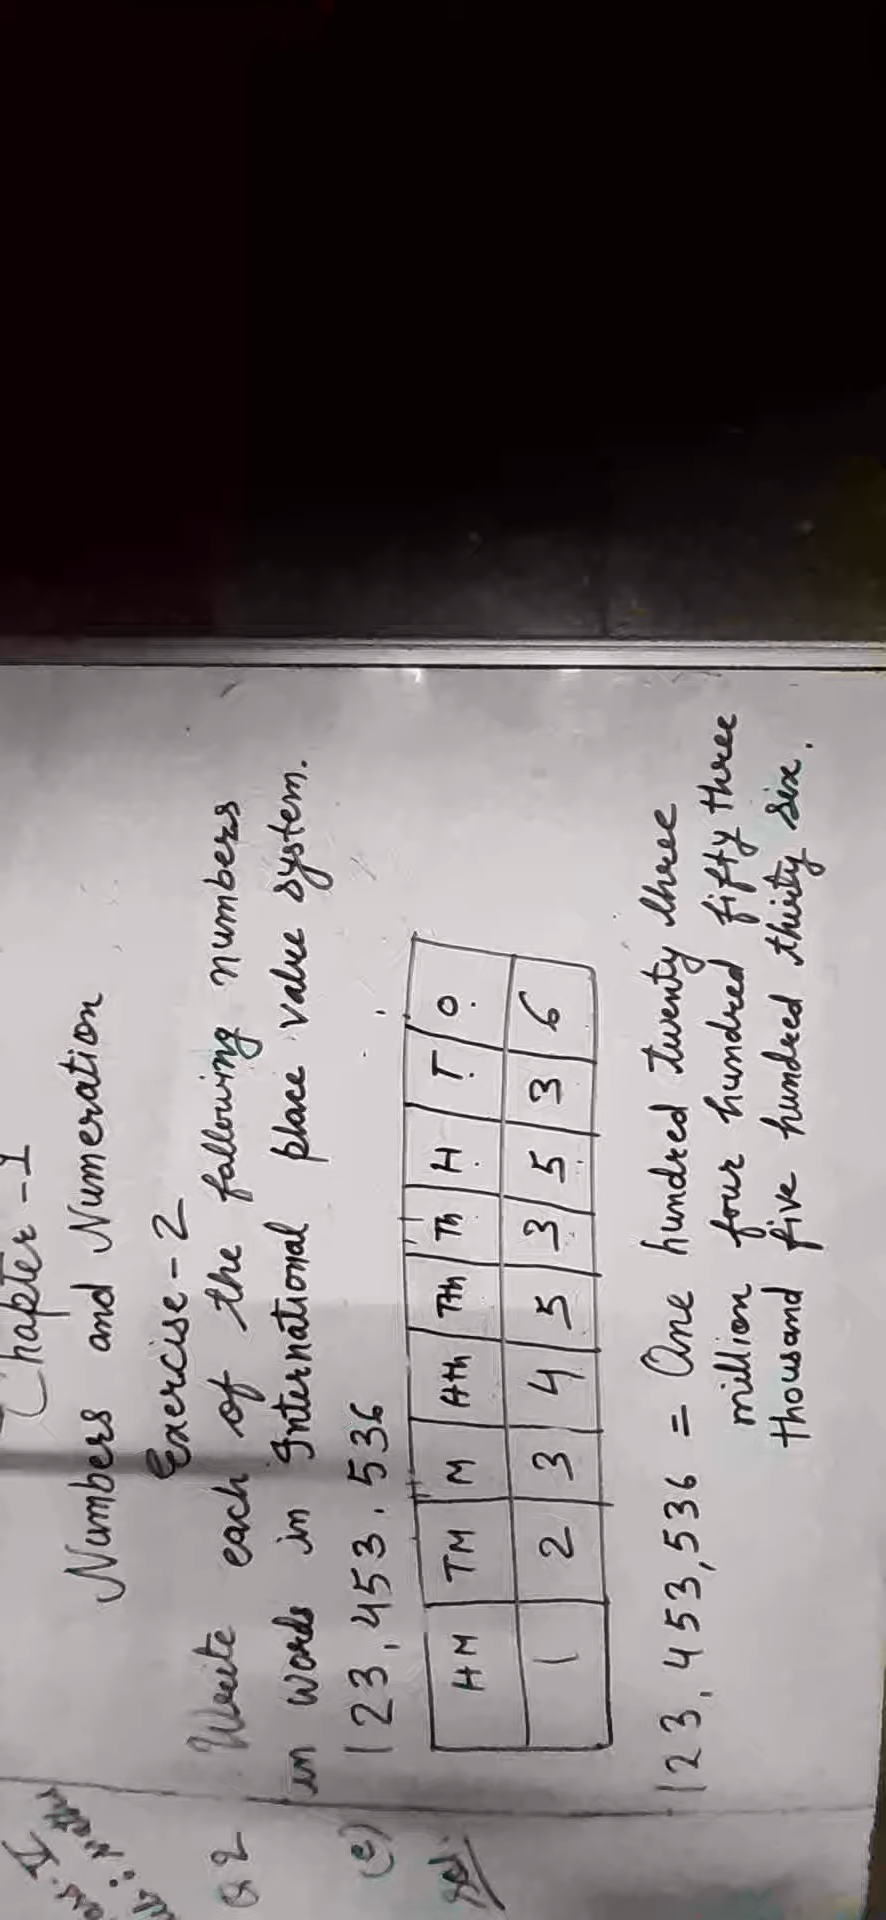 Chapter - 1
Numbers and Numeration
Exercise - 2
Q 2 Write each of the following numbers
in words in International place value system.
(e) 123,453,536
Sol.
HM TM M Hth Tth Th H T O
1 2 3 4 5 3 5 3 6
123,453,536 = One hundred twenty three
million four hundred fifty three
thousand five hundred thirty six.